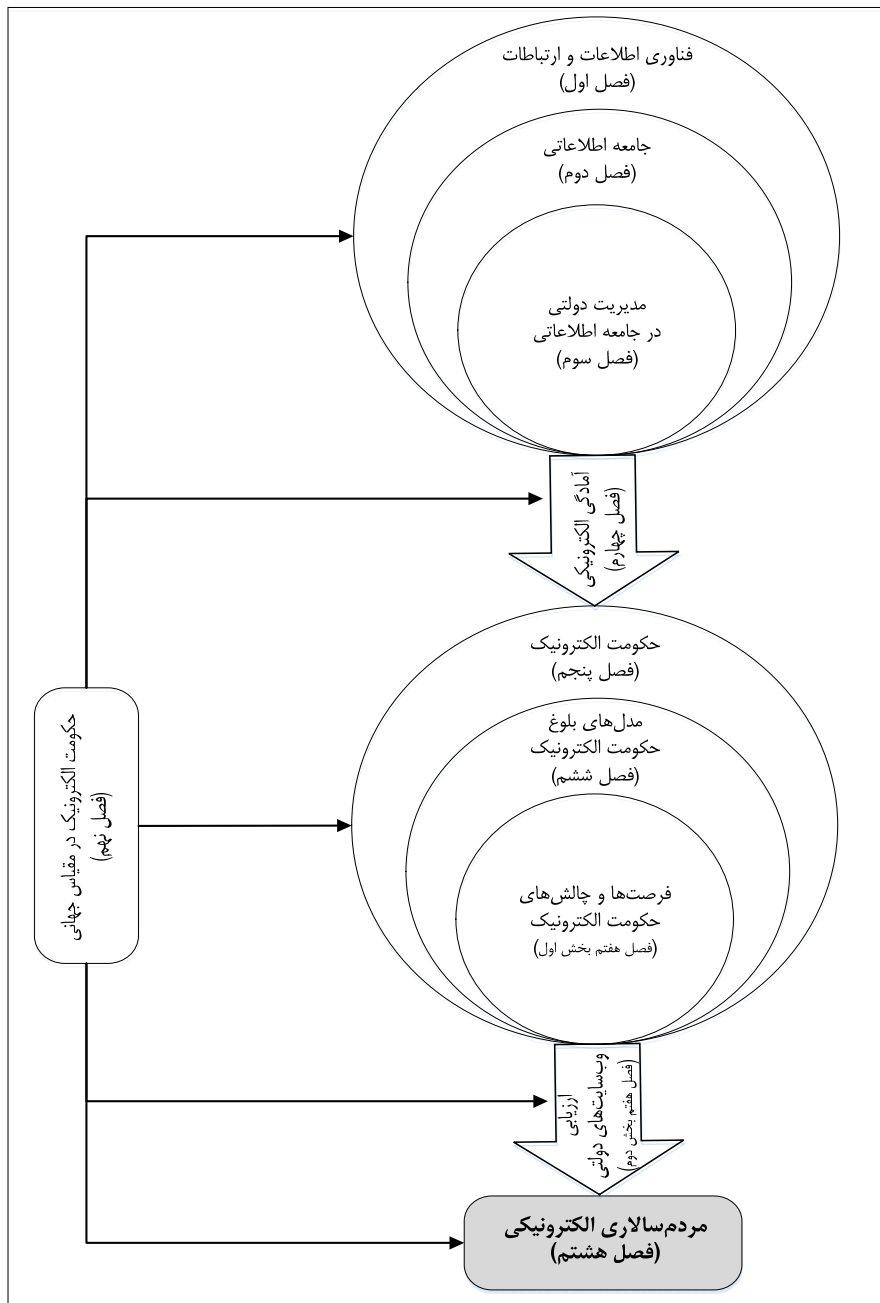 فناوری اطلاعات و ارتباطات
(فصل اول)
جامعه اطلاعاتی
(فصل دوم)
مدیریت دولتی
در جامعه اطلاعاتی
(فصل سوم)
آمادگی الکترونیکی
(فصل چهارم)
حکومت الکترونیک
(فصل پنجم)
مدل‌های بلوغ
حکومت الکترونیک
(فصل ششم)
فرصت‌ها و چالش‌های
حکومت الکترونیک
(فصل هفتم بخش اول)
حکومت الکترونیک در مقیاس جهانی
(فصل نهم)
ارزیابی
وب‌سایت‌های دولتی
(فصل هفتم بخش دوم)
مردم‌سالاری الکترونیکی
(فصل هشتم)